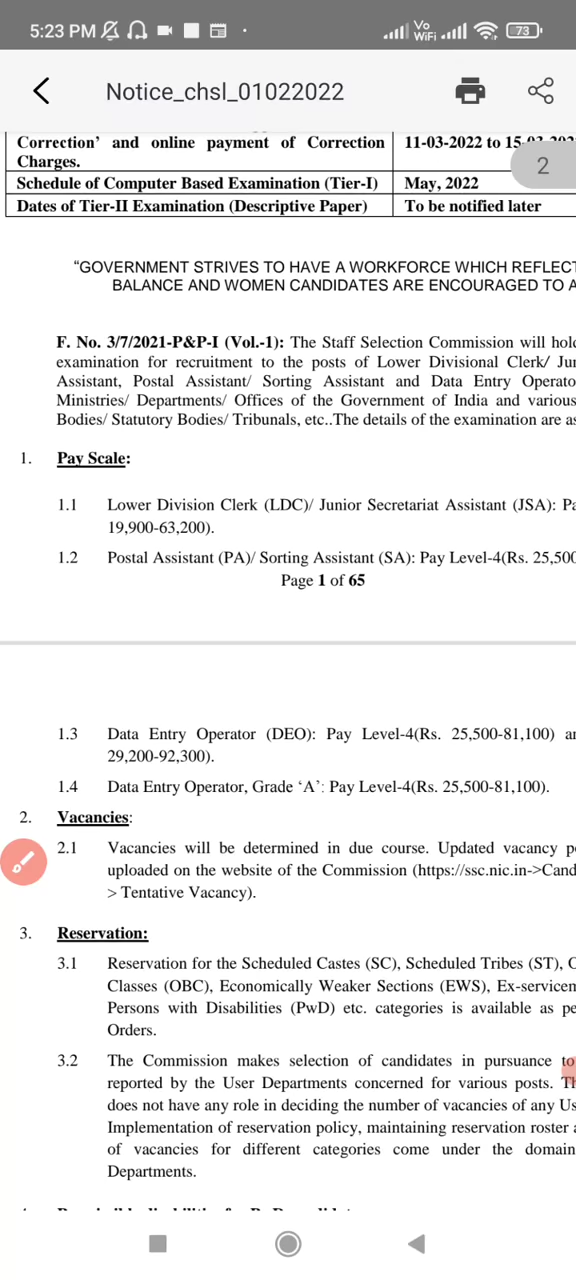 5:23 PM Vo WiFi 73
Notice_chsl_01022022
Correction’ and online payment of Correction 11-03-2022 to
Charges.
2
Schedule of Computer Based Examination (Tier-I) May, 2022
Dates of Tier-II Examination (Descriptive Paper) To be notified later
“GOVERNMENT STRIVES TO HAVE A WORKFORCE WHICH REFLECT
BALANCE AND WOMEN CANDIDATES ARE ENCOURAGED TO A
F. No. 3/7/2021-P&P-I (Vol.-1): The Staff Selection Commission will hold
examination for recruitment to the posts of Lower Divisional Clerk/ Jun
Assistant, Postal Assistant/ Sorting Assistant and Data Entry Operato
Ministries/ Departments/ Offices of the Government of India and various
Bodies/ Statutory Bodies/ Tribunals, etc..The details of the examination are as
1. Pay Scale:
1.1 Lower Division Clerk (LDC)/ Junior Secretariat Assistant (JSA): Pa
19,900-63,200).
1.2 Postal Assistant (PA)/ Sorting Assistant (SA): Pay Level-4(Rs. 25,500
Page 1 of 65
1.3 Data Entry Operator (DEO): Pay Level-4(Rs. 25,500-81,100) an
29,200-92,300).
1.4 Data Entry Operator, Grade ‘A’: Pay Level-4(Rs. 25,500-81,100).
2. Vacancies:
2.1 Vacancies will be determined in due course. Updated vacancy po
uploaded on the website of the Commission (https://ssc.nic.in->Cand
> Tentative Vacancy).
3. Reservation:
3.1 Reservation for the Scheduled Castes (SC), Scheduled Tribes (ST), O
Classes (OBC), Economically Weaker Sections (EWS), Ex-servicem
Persons with Disabilities (PwD) etc. categories is available as pe
Orders.
3.2 The Commission makes selection of candidates in pursuance to
reported by the User Departments concerned for various posts. Th
does not have any role in deciding the number of vacancies of any Us
Implementation of reservation policy, maintaining reservation roster a
of vacancies for different categories come under the domain
Departments.